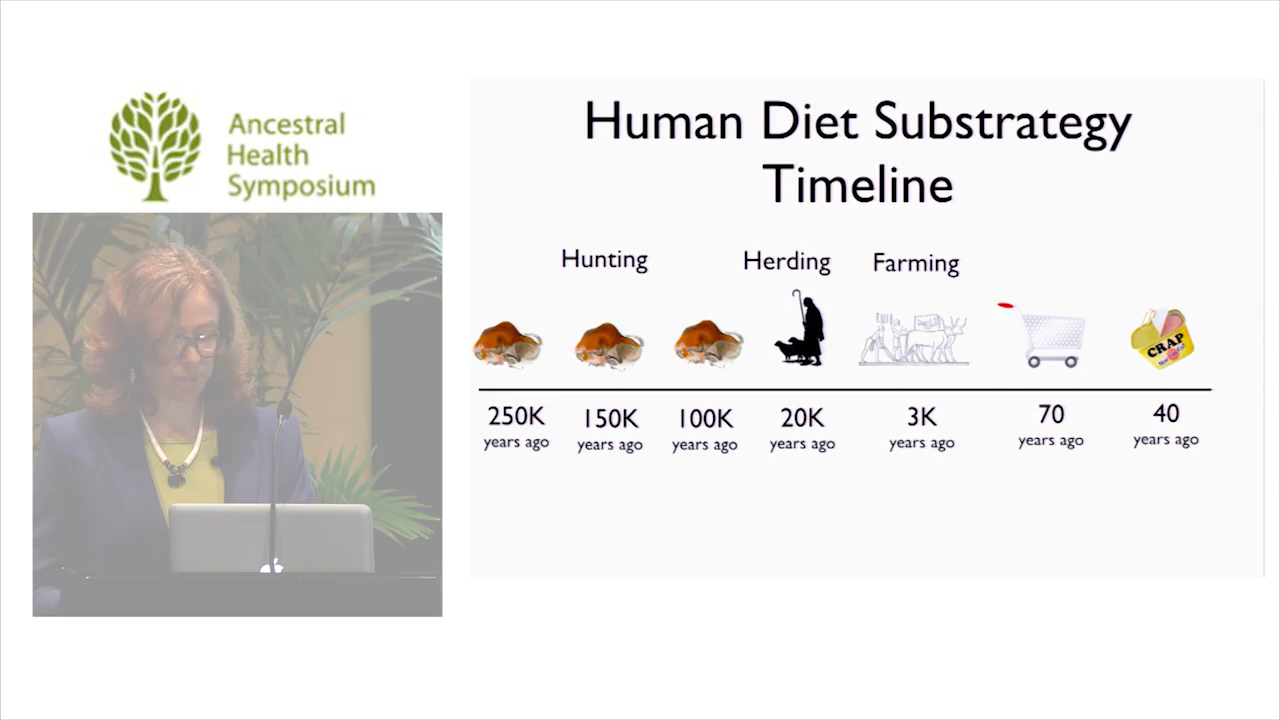 Ancestral
Health
Symposium
Human Diet Substrategy
Timeline
Hunting
Herding
Farming
CRAP
250K
years ago
150K
years ago
100K
years ago
20K
years ago
3K
years ago
70
years ago
40
years ago